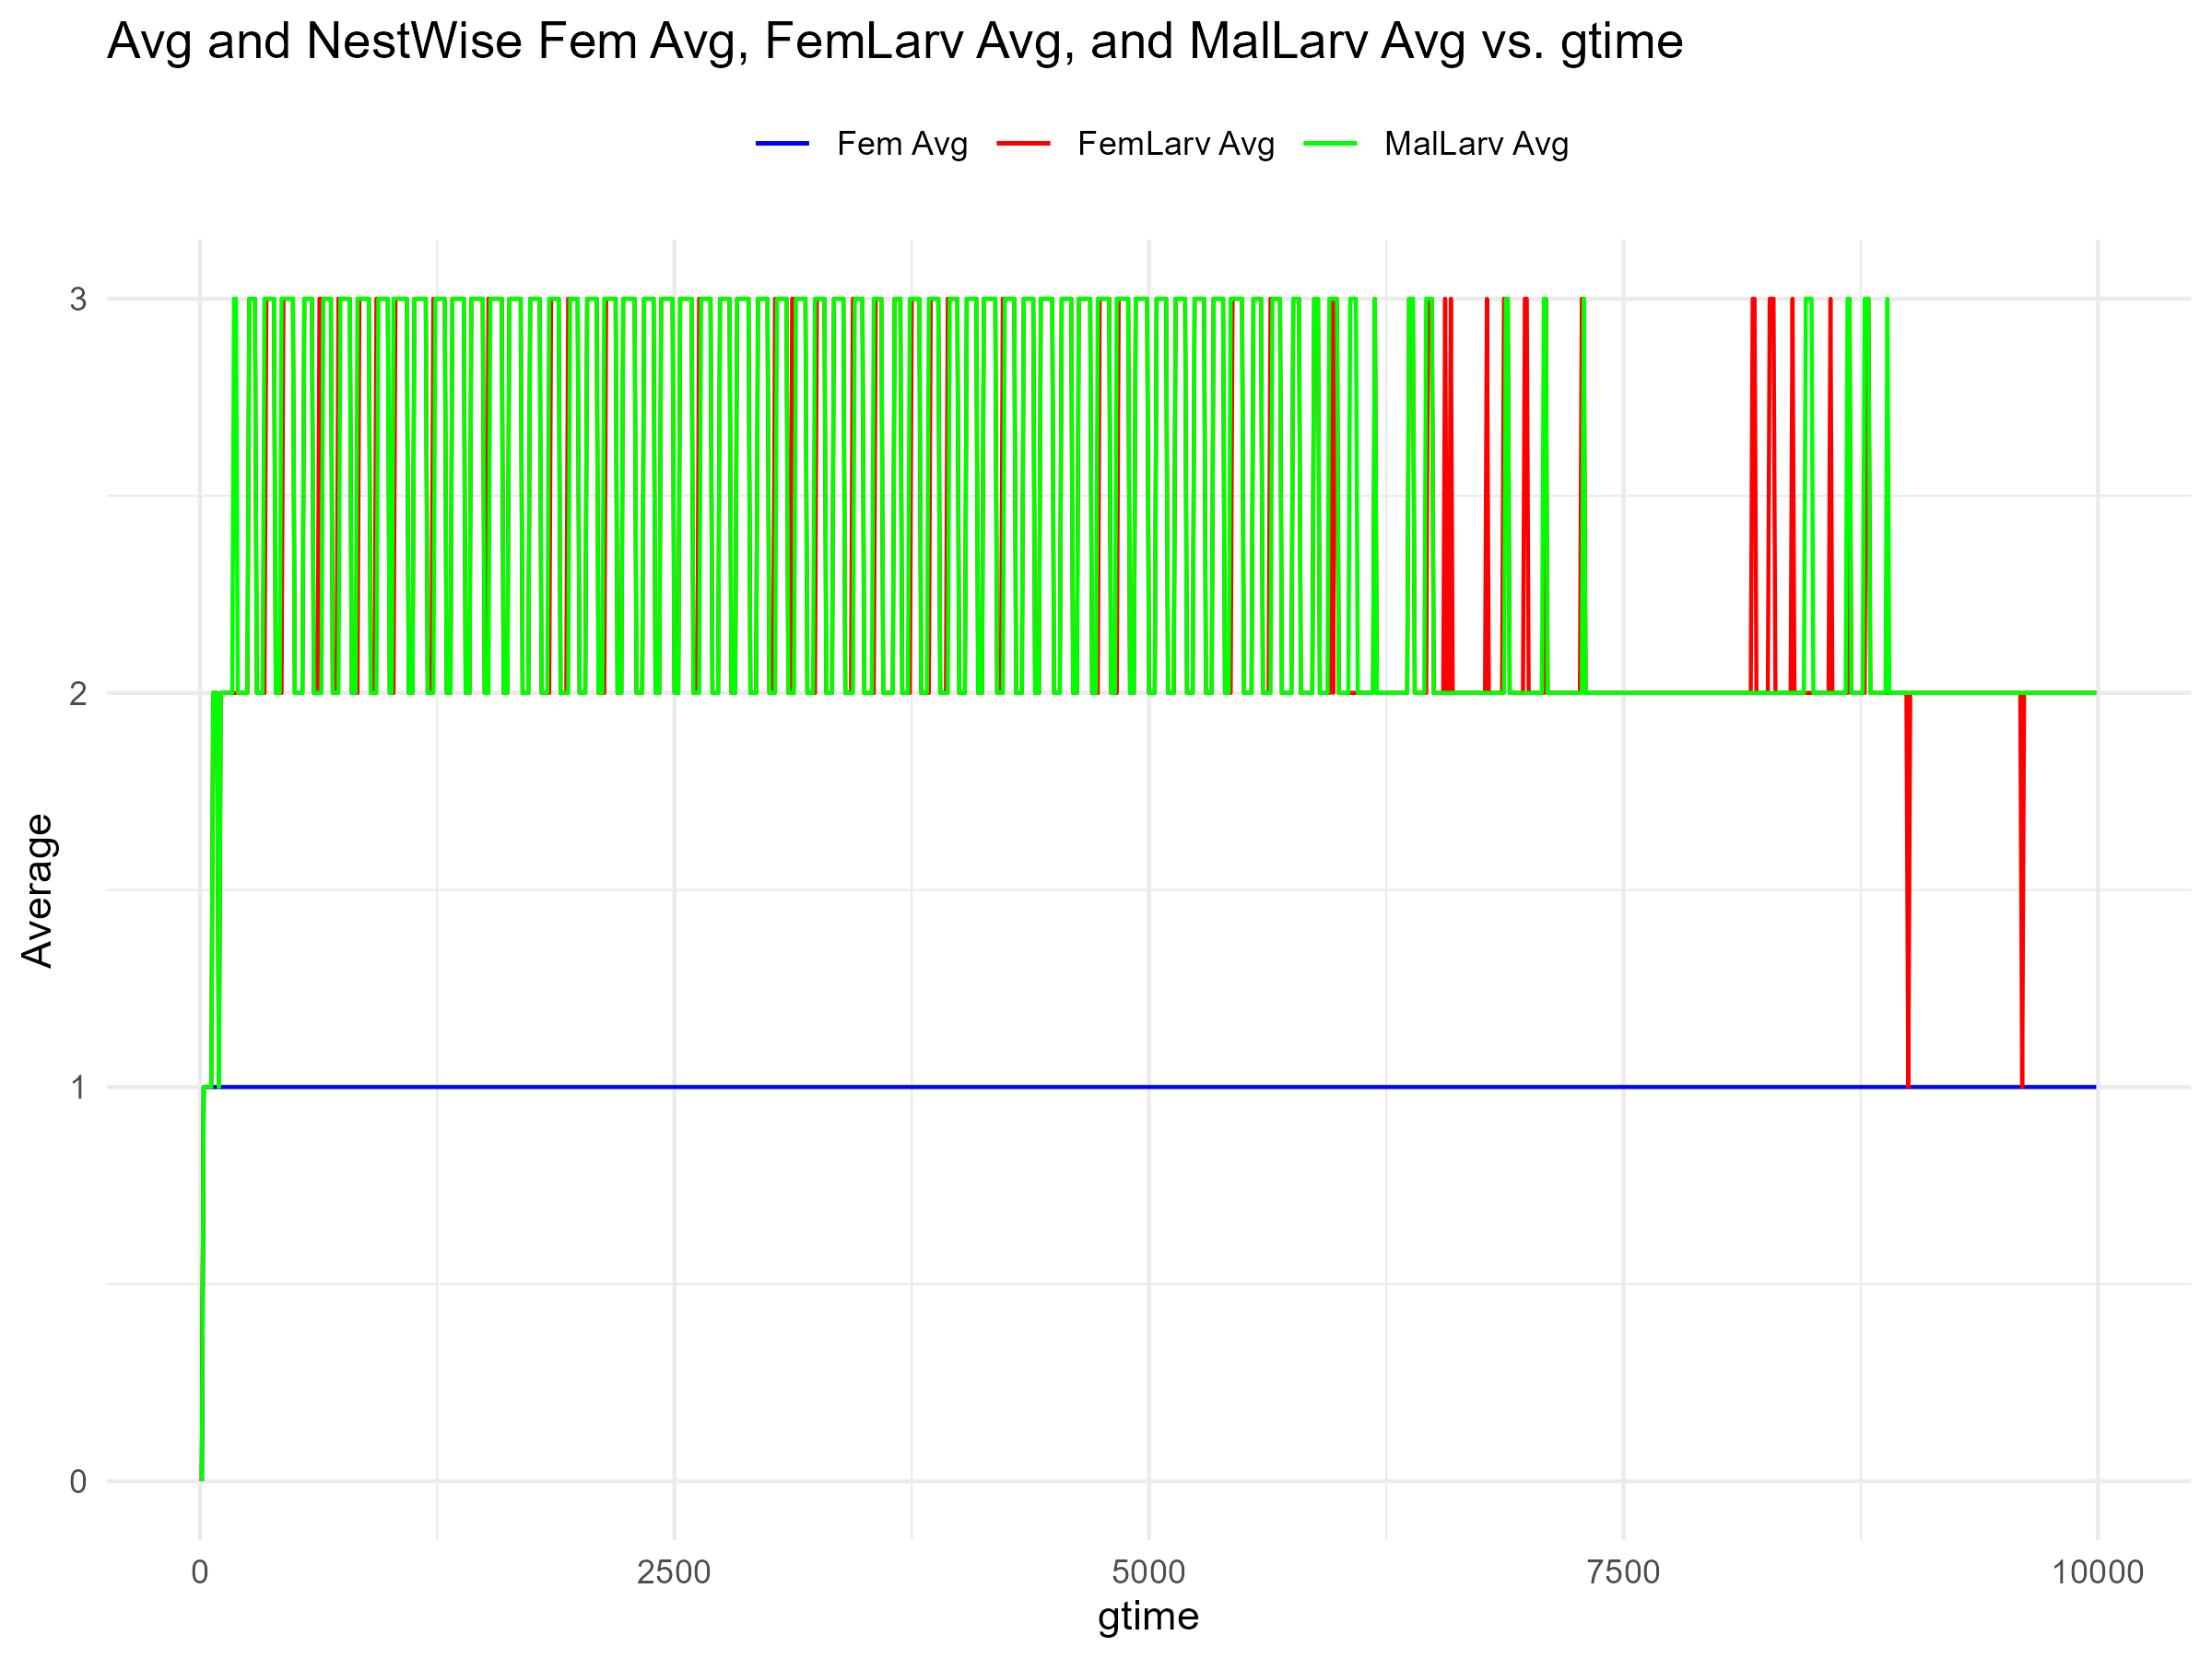 Avg and NestWise Fem Avg, FemLarv Avg, and MalLarv Avg vs. gtime
Fem Avg FemLarv Avg MalLarv Avg
3
2
1
0
Average
0 2500 5000 7500 10000
gtime